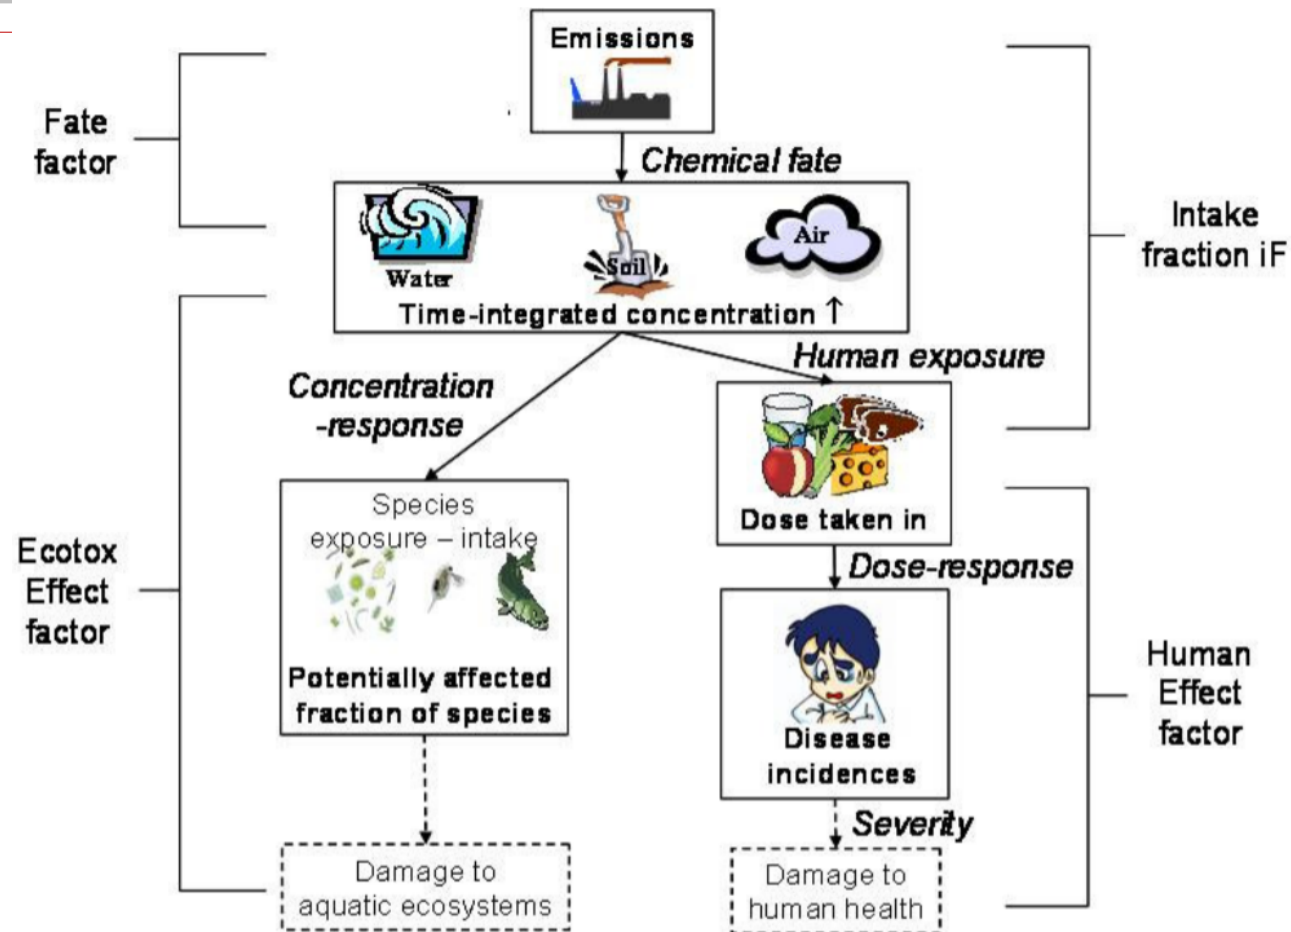 Emissions
Fate
factor
Chemical fate
Water
Soil
Air
Time-integrated concentration ↑
Intake
fraction iF
Human exposure
Concentration
-response
Species
exposure – intake
Potentially affected
fraction of species
Dose taken in
Dose-response
Ecotox
Effect
factor
Disease
incidences
Human
Effect
factor
Severity
Damage to
aquatic ecosystems
Damage to
human health